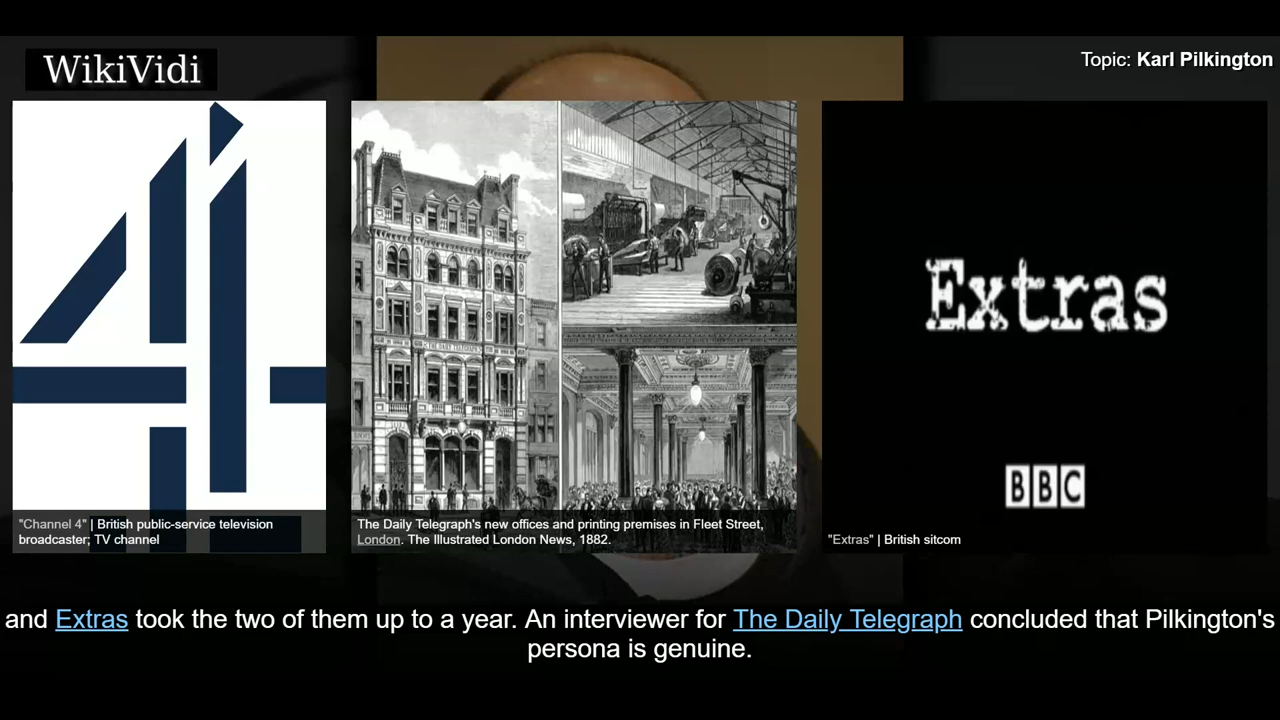 WikiVidi
Topic: Karl Pilkington
"Channel 4" | British public-service television
broadcaster; TV channel
THE DAILY TELEGRAPH
The Daily Telegraph's new offices and printing premises in Fleet Street,
London. The Illustrated London News, 1882.
Extras
BBC
"Extras" | British sitcom
and Extras took the two of them up to a year. An interviewer for The Daily Telegraph concluded that Pilkington's
persona is genuine.